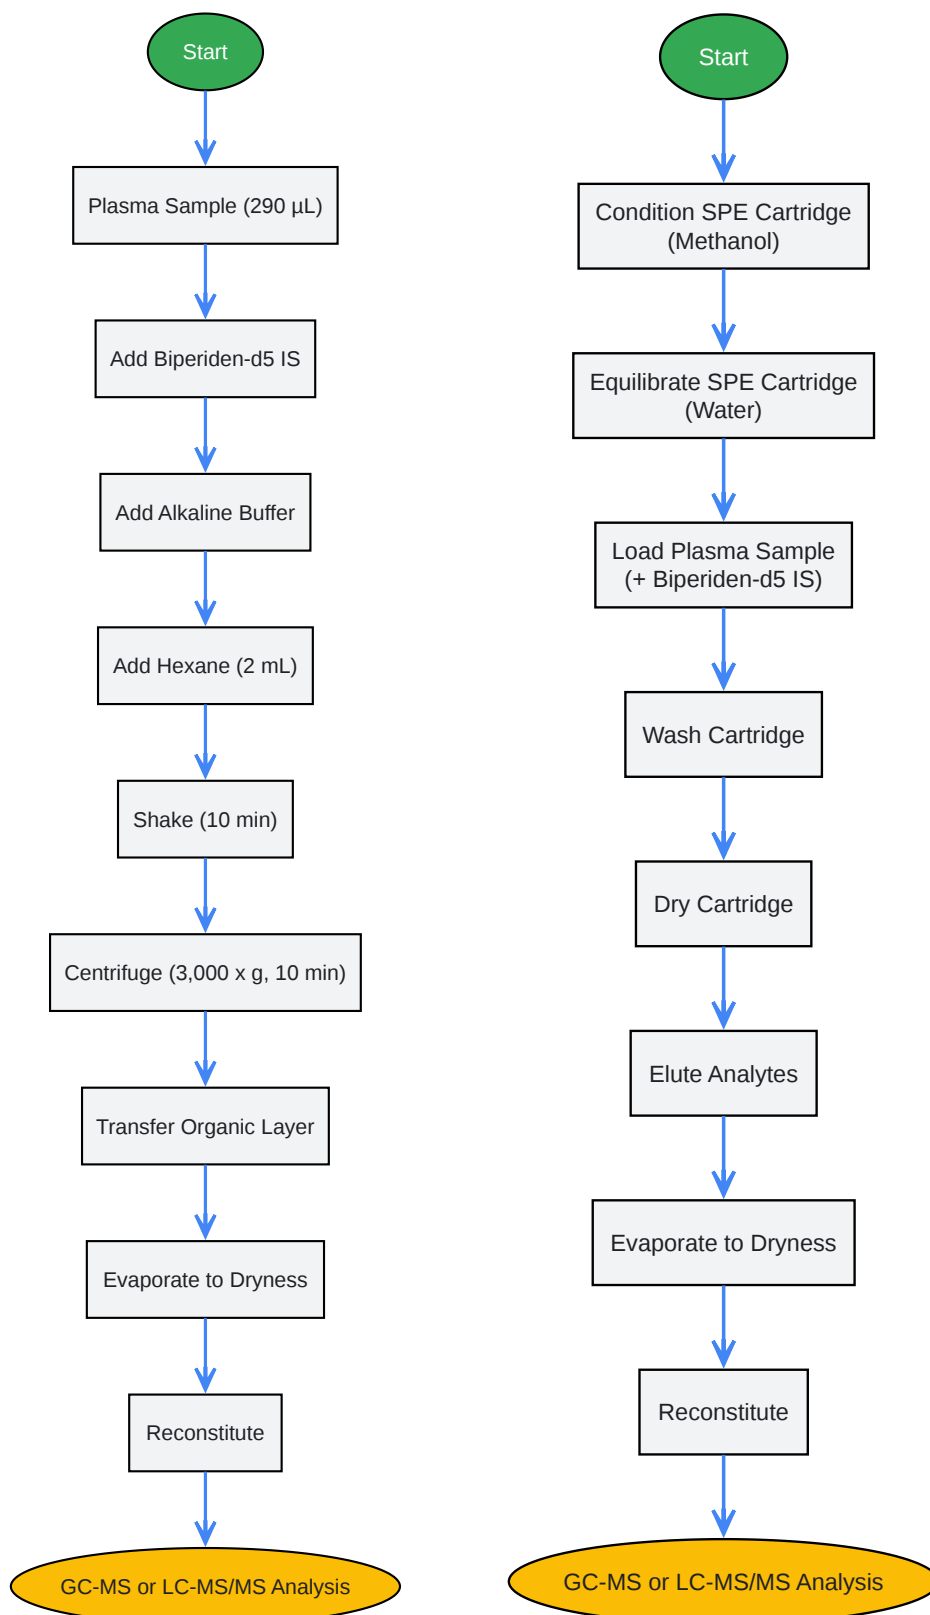 Start
Plasma Sample (290 µL)
Add Biperiden-d5 IS
Add Alkaline Buffer
Add Hexane (2 mL)
Shake (10 min)
Centrifuge (3,000 x g, 10 min)
Transfer Organic Layer
Evaporate to Dryness
Reconstitute
GC-MS or LC-MS/MS Analysis
Start
Condition SPE Cartridge
(Methanol)
Equilibrate SPE Cartridge
(Water)
Load Plasma Sample
(+ Biperiden-d5 IS)
Wash Cartridge
Dry Cartridge
Elute Analytes
Evaporate to Dryness
Reconstitute
GC-MS or LC-MS/MS Analysis